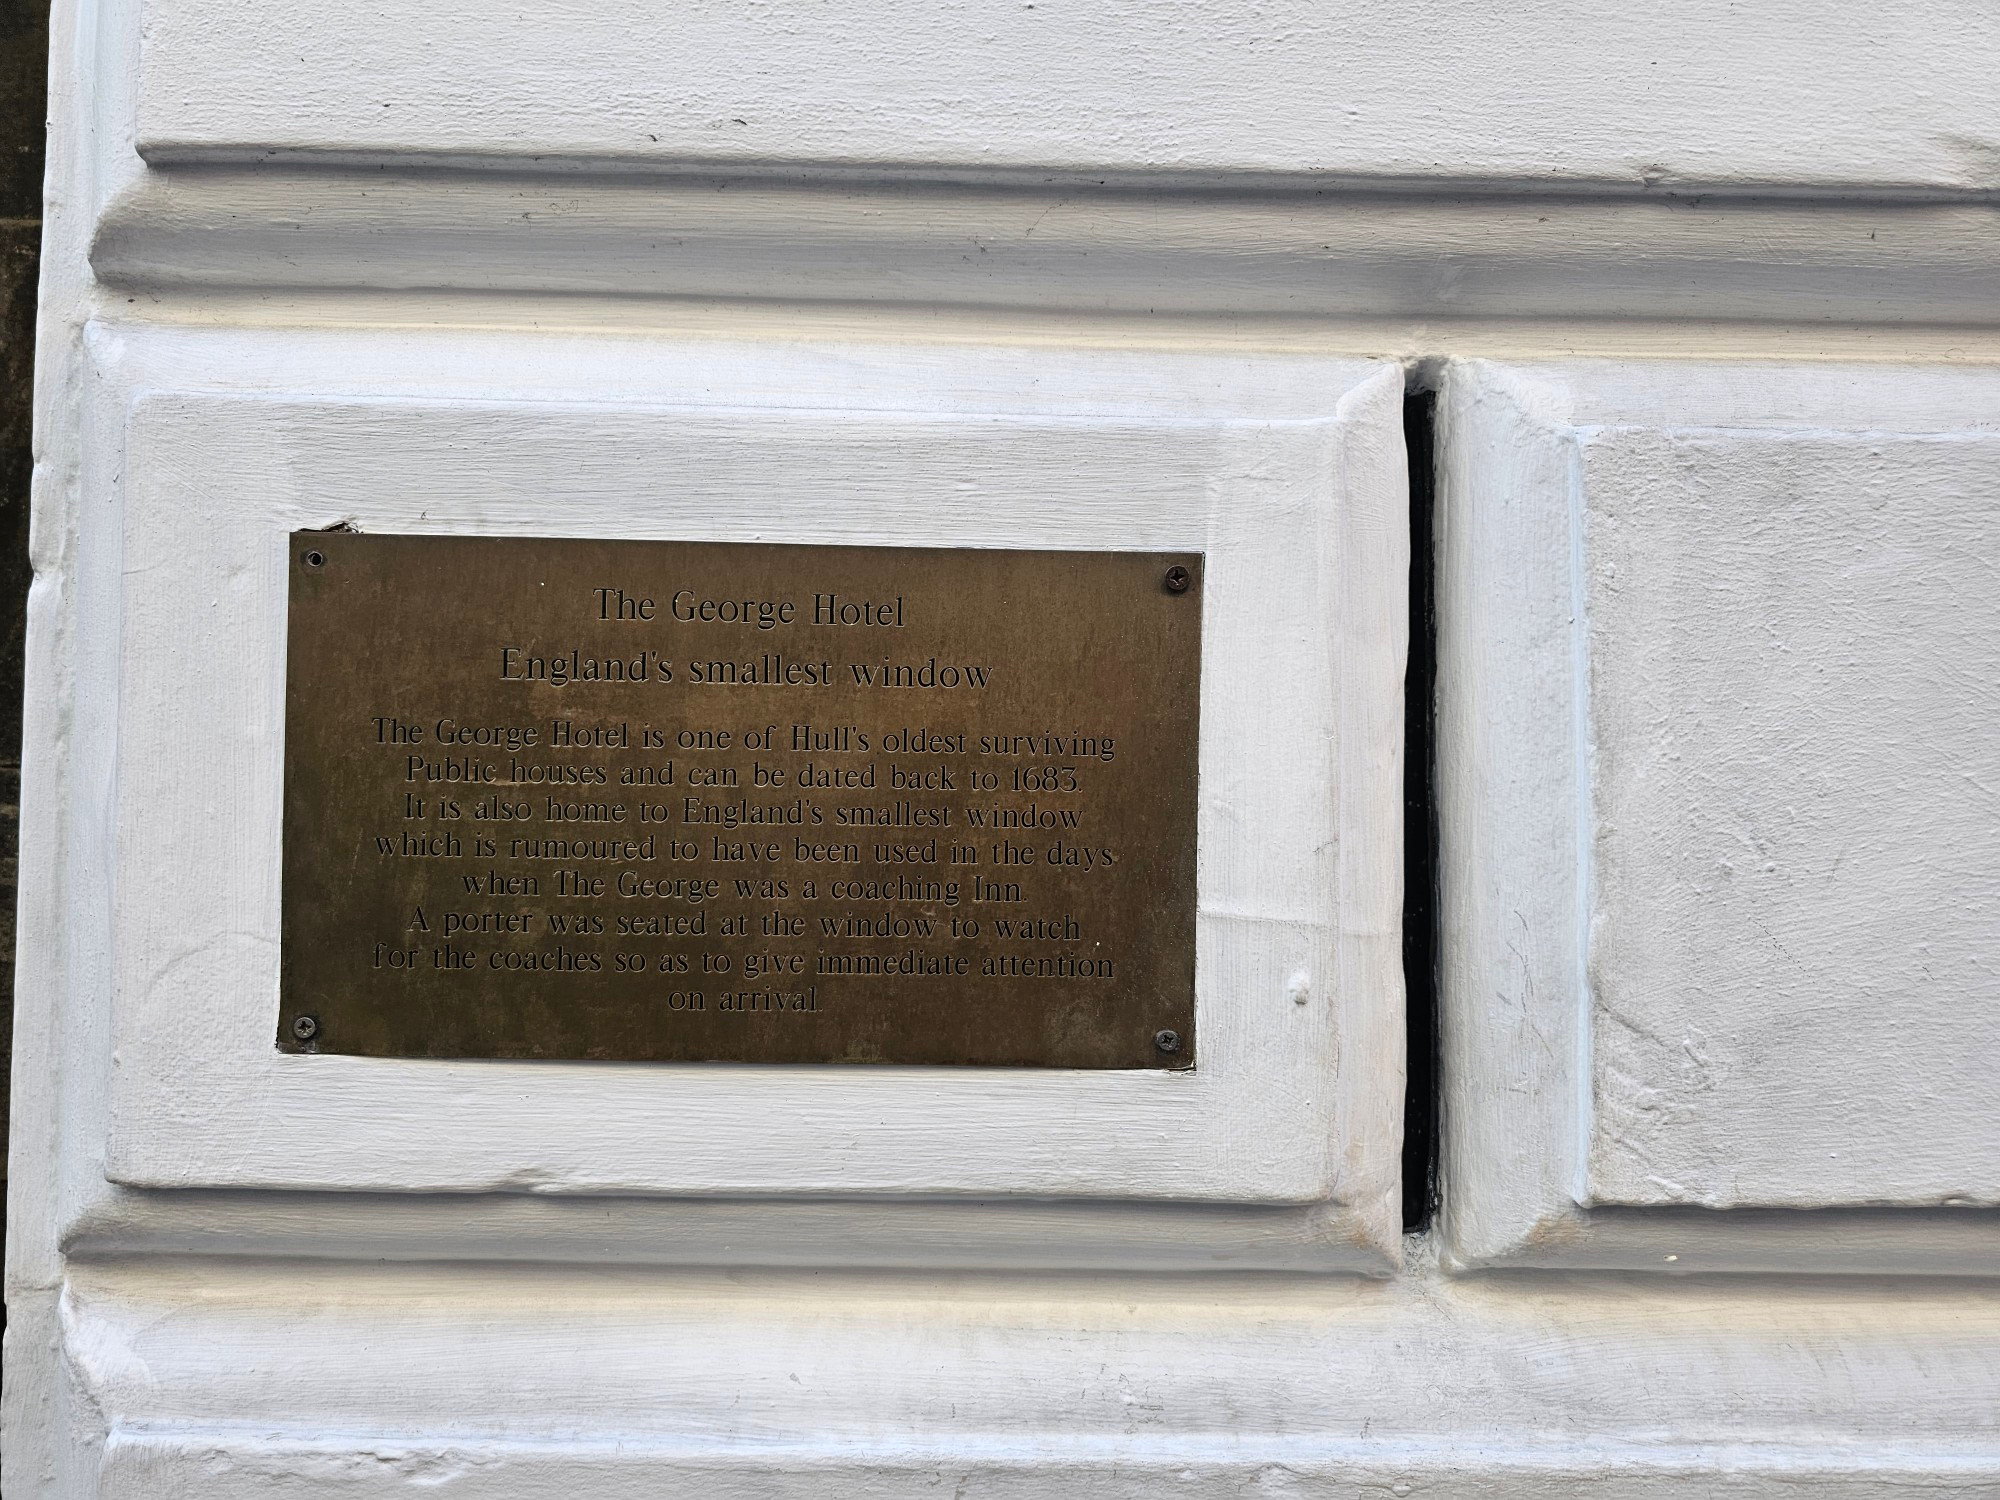 The George Hotel
England's smallest window
The George Hotel is one of Hull's oldest surviving
Public houses and can be dated back to 1683.
It is also home to England's smallest window
which is rumoured to have been used in the days
when The George was a coaching Inn.
A porter was seated at the window to watch
for the coaches so as to give immediate attention
on arrival.